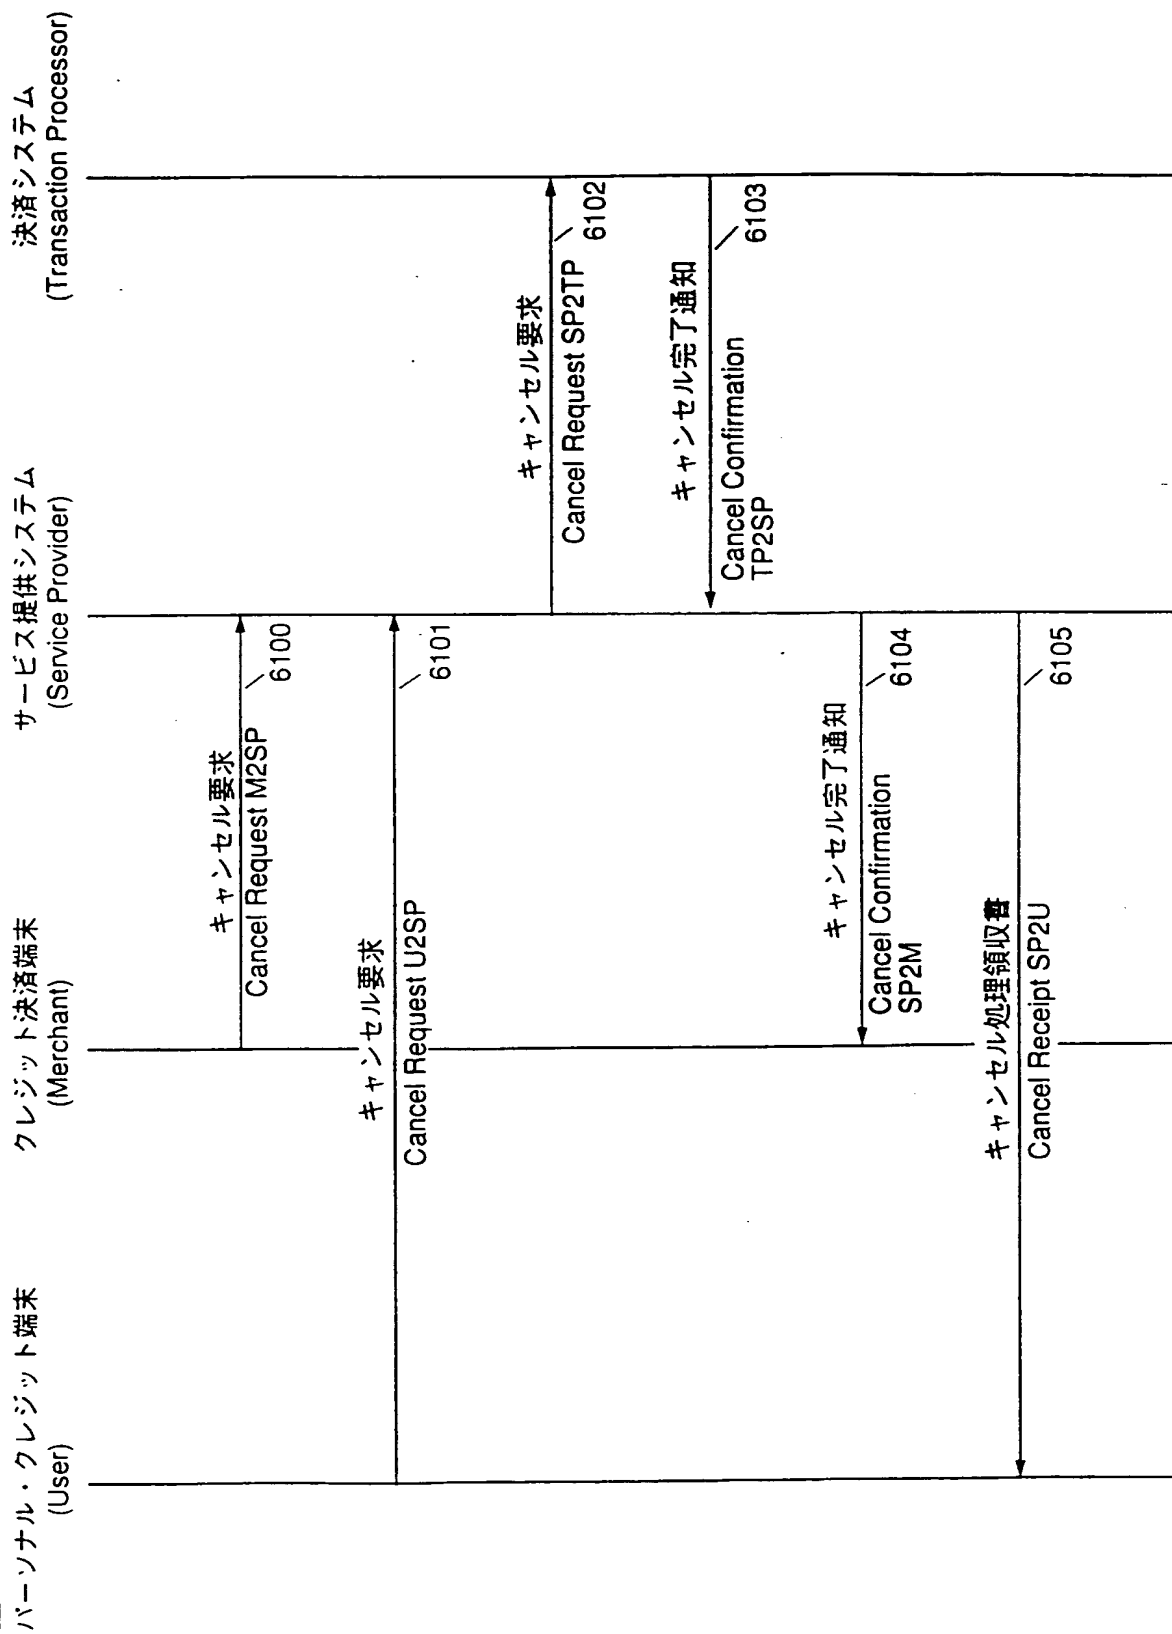 パーソナル・クレジット端末
(User)
クレジット決済端末
(Merchant)
サービス提供システム
(Service Provider)
決済システム
(Transaction Processor)
キャンセル要求
Cancel Request M2SP
6100
キャンセル要求
Cancel Request U2SP
6101
キャンセル要求
Cancel Request SP2TP
6102
キャンセル完了通知
Cancel Confirmation
TP2SP
6103
キャンセル完了通知
Cancel Confirmation
SP2M
6104
キャンセル処理領収書
Cancel Receipt SP2U
6105